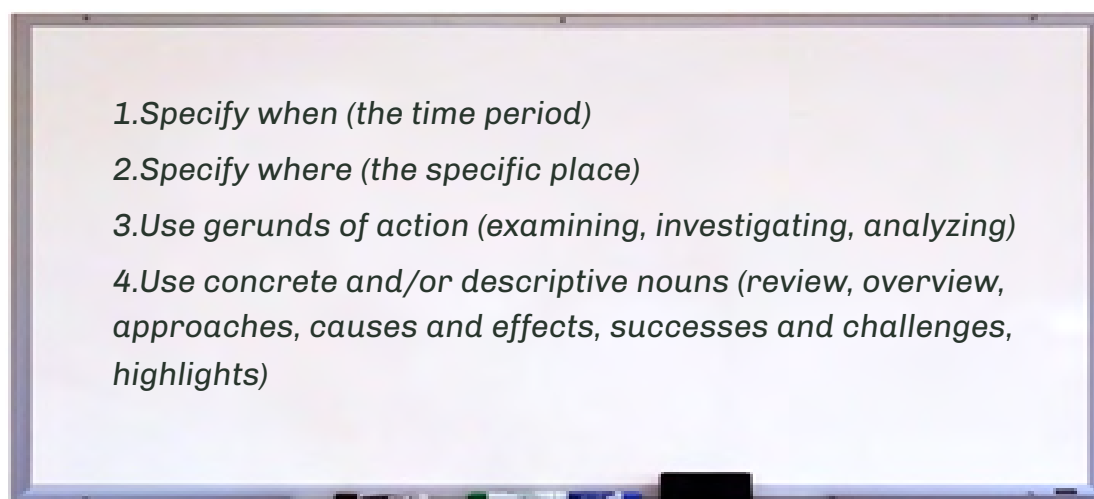 1.Specify when (the time period)
2.Specify where (the specific place)
3.Use gerunds of action (examining, investigating, analyzing)
4.Use concrete and/or descriptive nouns (review, overview,
approaches, causes and effects, successes and challenges,
highlights)